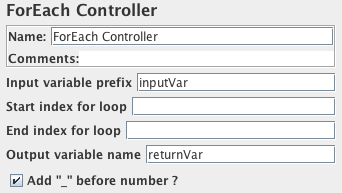 ForEach Controller
Name: ForEach Controller
Comments:
Input variable prefix inputVar
Start index for loop
End index for loop
Output variable name returnVar
Add "_" before number ?